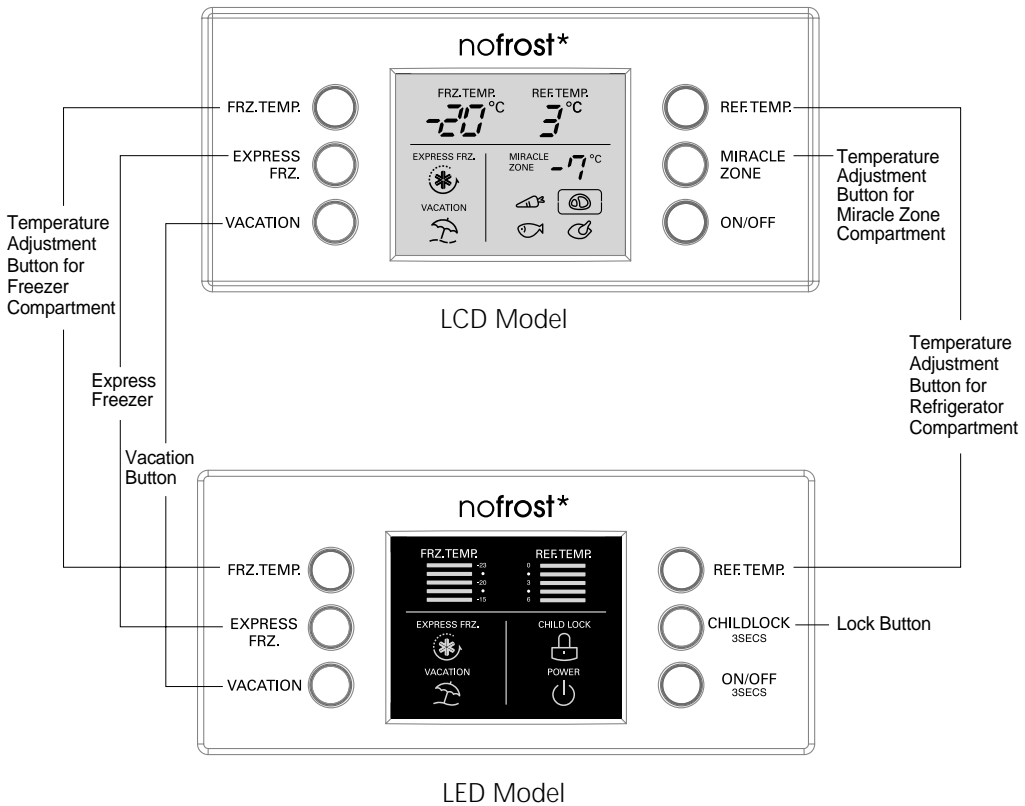 nofrost*
FRZ.TEMP.
EXPRESS
FRZ.
VACATION
FRZ.TEMP.
-20 °C
REF.TEMP.
3 °C
EXPRESS FRZ.
VACATION
MIRACLE
ZONE
-7 °C
REF.TEMP.
MIRACLE
ZONE
ON/OFF
LCD Model
Temperature
Adjustment
Button for
Freezer
Compartment
Express
Freezer
Vacation
Button
Temperature
Adjustment
Button for
Miracle Zone
Compartment
Temperature
Adjustment
Button for
Refrigerator
Compartment
nofrost*
FRZ.TEMP.
EXPRESS
FRZ.
VACATION
FRZ.TEMP.
-23
-20
-15
REF.TEMP.
0
3
6
EXPRESS FRZ.
VACATION
CHILD LOCK
POWER
REF.TEMP.
CHILDLOCK
3SECS
ON/OFF
3SECS
Lock Button
LED Model